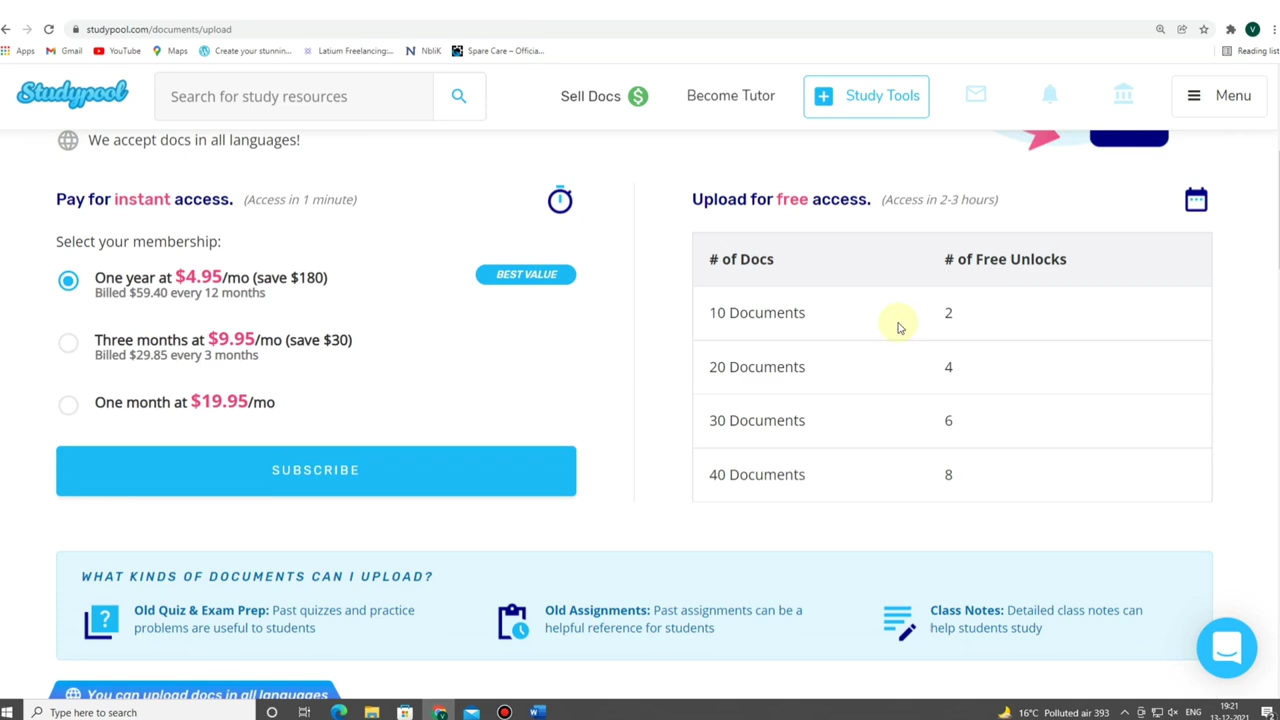 studypool.com/documents/upload
V
Apps Gmail YouTube Maps Create your stunnin... Latium Freelancing:... NbliK Spare Care – Officia... Reading list
Studypool Search for study resources Sell Docs $ Become Tutor Study Tools Menu
We accept docs in all languages!
Pay for instant access. (Access in 1 minute)
Select your membership:
One year at $4.95/mo (save $180) BEST VALUE
Billed $59.40 every 12 months
Three months at $9.95/mo (save $30)
Billed $29.85 every 3 months
One month at $19.95/mo
SUBSCRIBE
Upload for free access. (Access in 2-3 hours)
# of Docs # of Free Unlocks
10 Documents 2
20 Documents 4
30 Documents 6
40 Documents 8
WHAT KINDS OF DOCUMENTS CAN I UPLOAD?
Old Quiz & Exam Prep: Past quizzes and practice
problems are useful to students
Old Assignments: Past assignments can be a
helpful reference for students
Class Notes: Detailed class notes can
help students study
You can upload docs in all languages
Type here to search
16°C Polluted air 393
ENG
19:21
13-12-2021